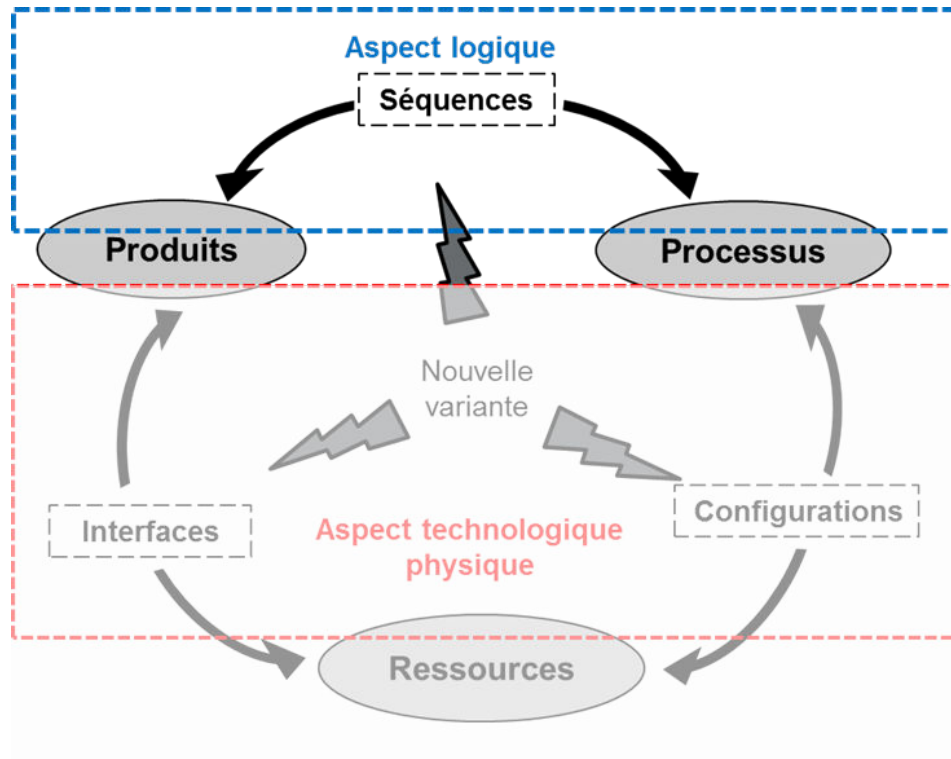 Aspect logique
Séquences
Produits
Processus
Nouvelle
variante
Interfaces
Configurations
Aspect technologique
physique
Ressources